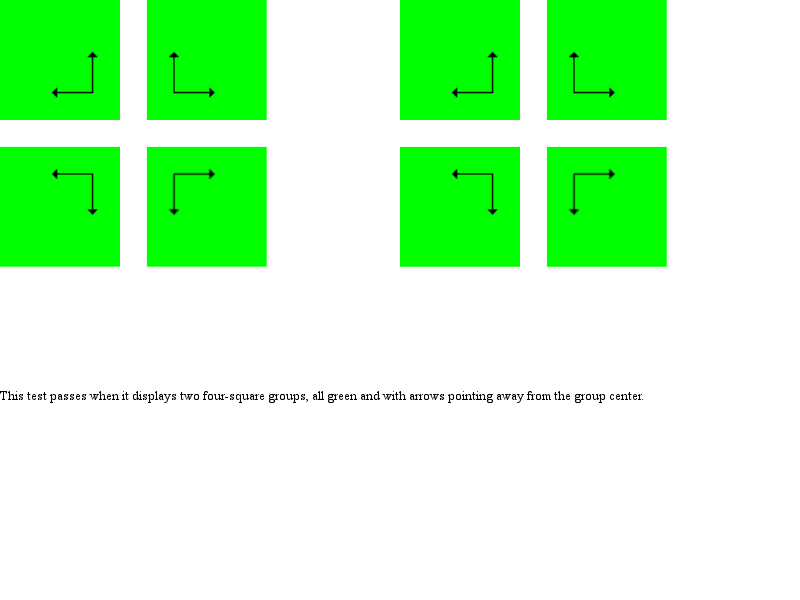 This test passes when it displays two four-square groups, all green and with arrows pointing away from the group center.